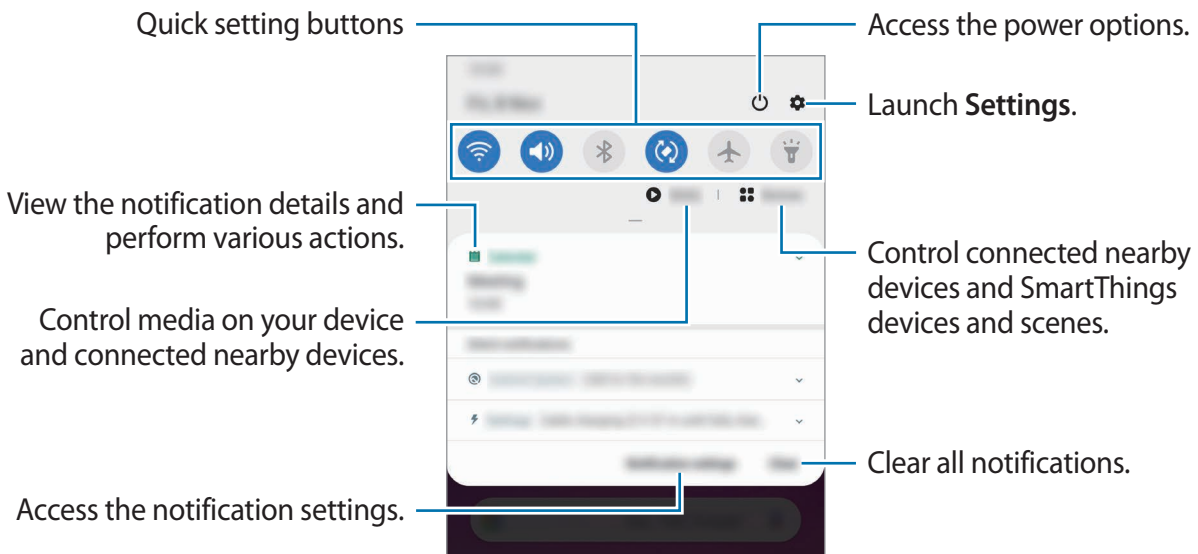 Quick setting buttons
Access the power options.
Launch Settings.
View the notification details and
perform various actions.
Control connected nearby
devices and SmartThings
devices and scenes.
Control media on your device
and connected nearby devices.
Clear all notifications.
Access the notification settings.